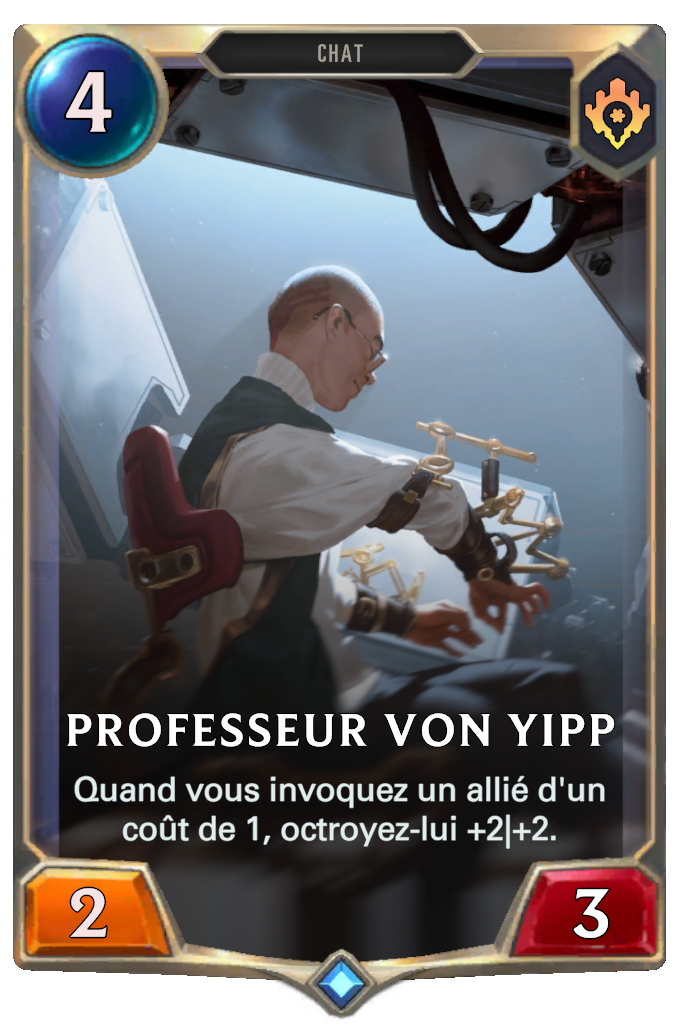 CHAT
4
PROFESSEUR VON YIPP
Quand vous invoquez un allié d'un
coût de 1, octroyez-lui +2|+2.
2
3